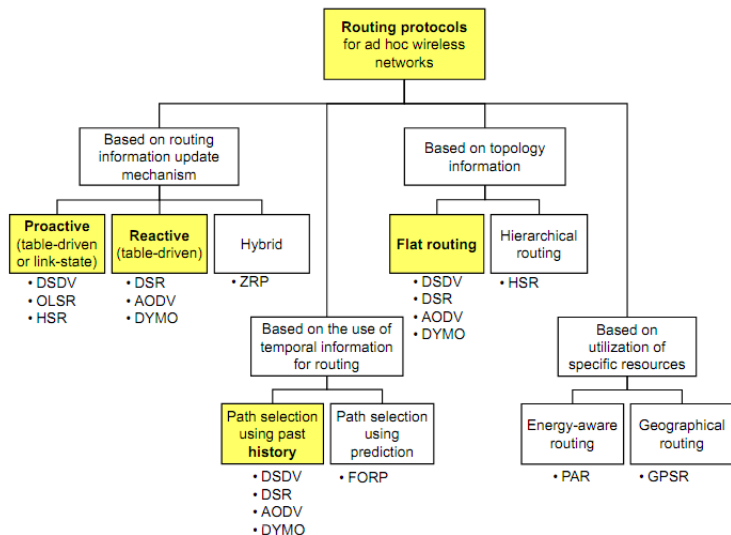 Routing protocols
for ad hoc wireless
networks
Based on routing
information update
mechanism
Based on topology
information
Proactive
(table-driven
or link-state)
• DSDV
• OLSR
• HSR
Reactive
(table-driven)
• DSR
• AODV
• DYMO
Hybrid
• ZRP
Flat routing
• DSDV
• DSR
• AODV
• DYMO
Hierarchical
routing
• HSR
Based on the use of
temporal information
for routing
Based on
utilization of
specific resources
Path selection
using past
history
• DSDV
• DSR
• AODV
• DYMO
Path selection
using
prediction
• FORP
Energy-aware
routing
• PAR
Geographical
routing
• GPSR